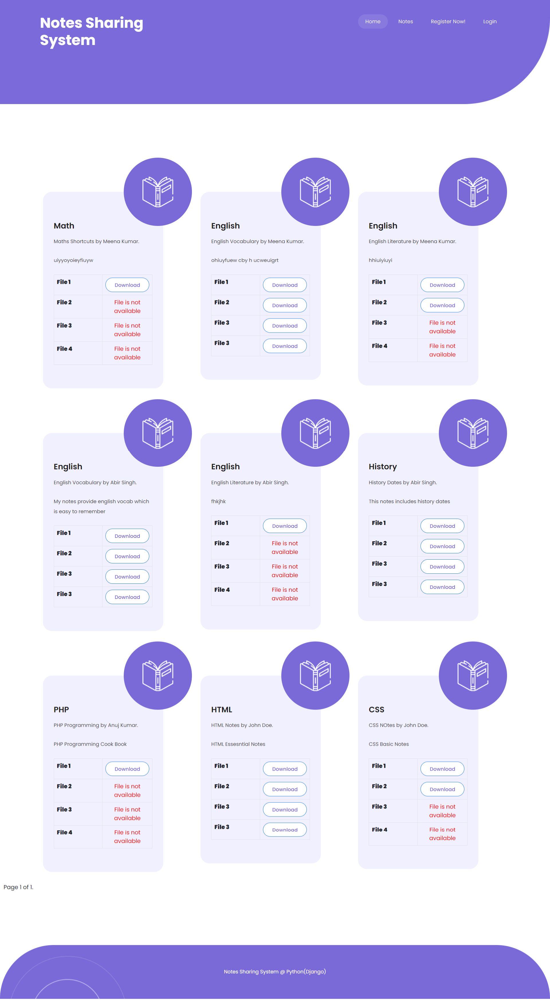 Notes Sharing
System
Home
Notes
Register Now!
Login
Math
Maths Shortcuts by Meena Kumar.
uiyyoyoieyfiuyw
File 1
Download
File 2
File is not
available
File 3
File is not
available
File 4
File is not
available
English
English Vocabulary by Meena Kumar.
ohiuyfuew cby h ucweuigrt
File 1
Download
File 2
Download
File 3
Download
File 3
Download
English
English Literature by Meena Kumar.
hhiuiyiuyi
File 1
Download
File 2
Download
File 3
File is not
available
File 4
File is not
available
English
English Vocabulary by Abir Singh.
My notes provide english vocab which
is easy to remember
File 1
Download
File 2
Download
File 3
Download
File 3
Download
English
English Literature by Abir Singh.
fhkjhk
File 1
Download
File 2
File is not
available
File 3
File is not
available
File 4
File is not
available
History
History Dates by Abir Singh.
This notes includes history dates
File 1
Download
File 2
Download
File 3
Download
File 3
Download
PHP
PHP Programming by Anuj Kumar.
PHP Programming Cook Book
File 1
Download
File 2
File is not
available
File 3
File is not
available
File 4
File is not
available
HTML
HTML Notes by John Doe.
HTML Essesntial Notes
File 1
Download
File 2
Download
File 3
Download
File 3
Download
CSS
CSS NOtes by John Doe.
CSS Basic Notes
File 1
Download
File 2
Download
File 3
File is not
available
File 4
File is not
available
Page 1 of 1.
Notes Sharing System @ Python(Django)